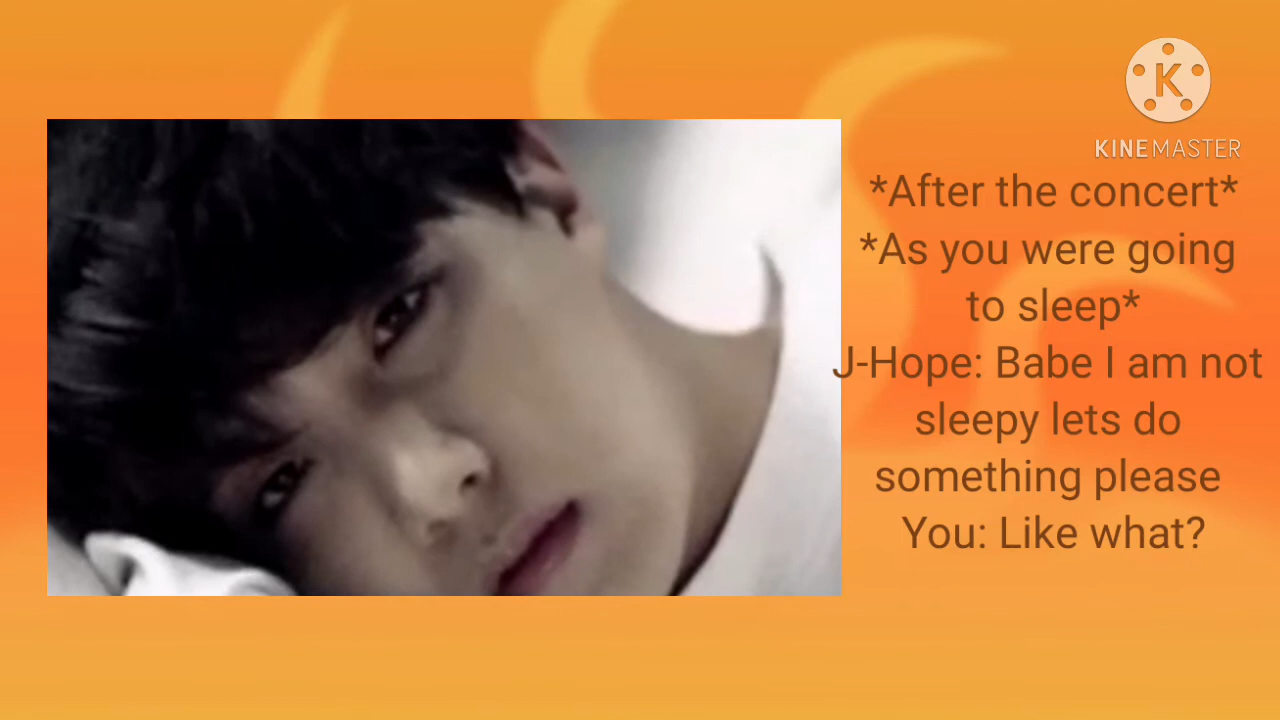 K
KINEMASTER
*After the concert*
*As you were going
to sleep*
J-Hope: Babe I am not
sleepy lets do
something please
You: Like what?